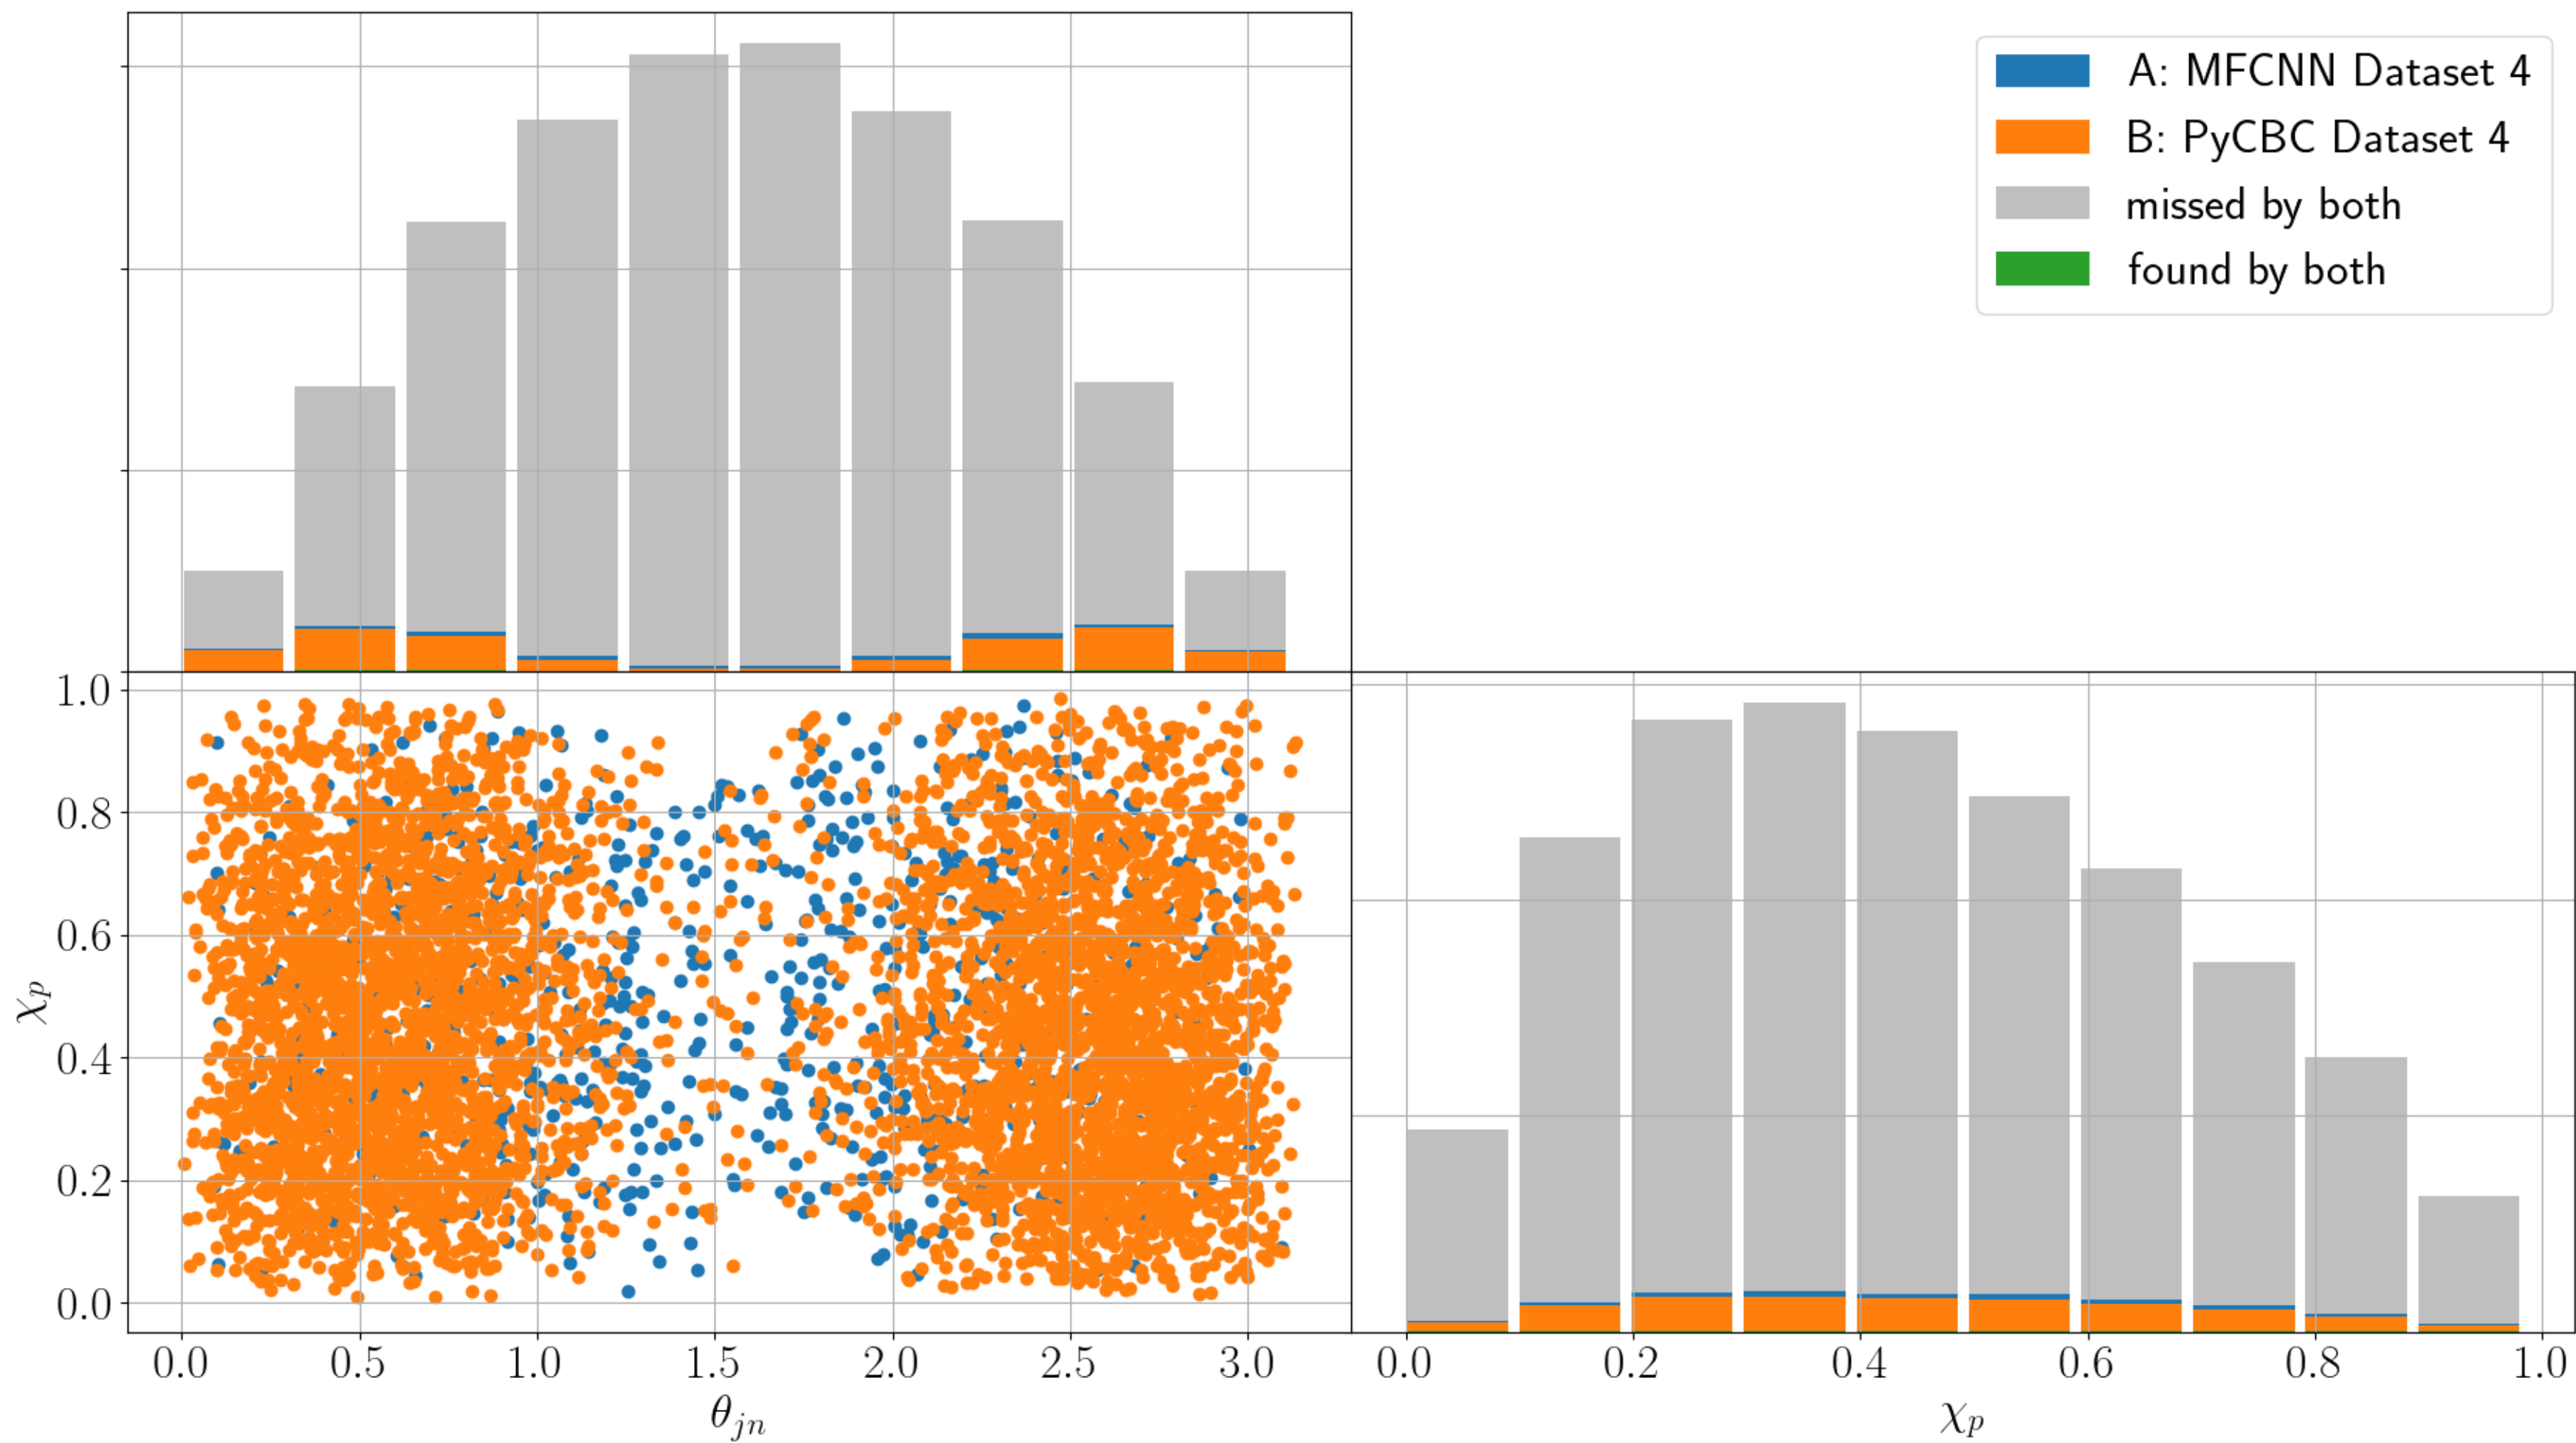 A: MFCNN Dataset 4
B: PyCBC Dataset 4
missed by both
found by both
1.0
0.8
0.6
0.4
0.2
0.0
χp
0.0 0.5 1.0 1.5 2.0 2.5 3.0
θjn
0.0 0.2 0.4 0.6 0.8 1.0
χp